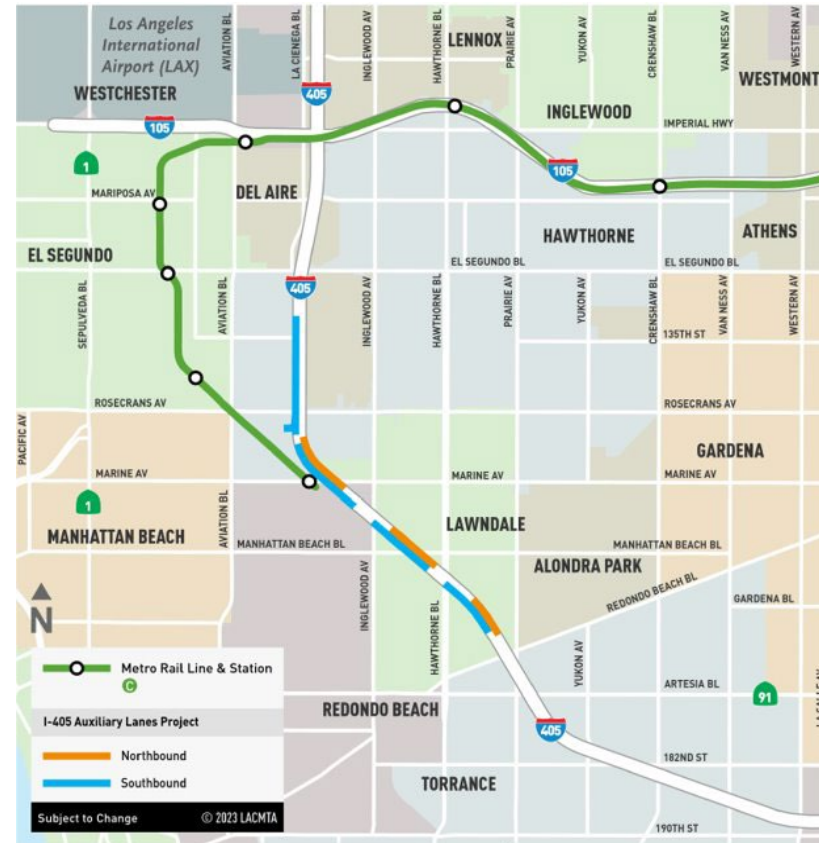 Los Angeles
International
Airport (LAX)
AVIATION BL
LA CIENEGA BL
INGLEWOOD AV
HAWTHORNE BL
LENNOX
PRAIRIE AV
YUKON AV
CRENSHAW BL
VAN NESS AV
WESTERN AV
WESTCHESTER
405
WESTMONT
INGLEWOOD
105
IMPERIAL HWY
1
105
MARIPOSA AV
DEL AIRE
HAWTHORNE
ATHENS
EL SEGUNDO
EL SEGUNDO BL
EL SEGUNDO BL
405
SEPULVEDA BL
AVIATION BL
INGLEWOOD AV
HAWTHORNE BL
PRAIRIE AV
YUKON AV
CRENSHAW BL
VAN NESS AV
WESTERN AV
135TH ST
ROSECRANS AV
ROSECRANS AV
PACIFIC AV
GARDENA
MARINE AV
MARINE AV
MARINE AV
1
AVIATION BL
LAWNDALE
MANHATTAN BEACH
MANHATTAN BEACH BL
MANHATTAN BEACH BL
ALONDRA PARK
REDONDO BEACH BL
GARDENA BL
N
INGLEWOOD AV
HAWTHORNE BL
YUKON AV
Metro Rail Line & Station
C
ARTESIA BL
91
REDONDO BEACH
I-405 Auxiliary Lanes Project
405
Northbound
182ND ST
Southbound
TORRANCE
Subject to Change
© 2023 LACMTA
190TH ST